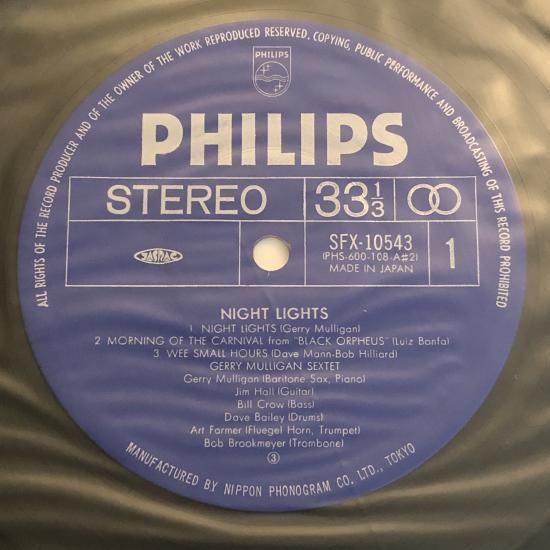 ALL RIGHTS OF THE RECORD PRODUCER AND OF THE OWNER OF THE WORK REPRODUCED RESERVED. COPYING, PUBLIC PERFORMANCE AND BROADCASTING OF THIS RECORD PROHIBITED
PHILIPS
PHILIPS
STEREO 33 1/3
JASRAC
SFX-10543
(PHS-600-108-A#2)
MADE IN JAPAN
1
NIGHT LIGHTS
1 NIGHT LIGHTS (Gerry Mulligan)
2 MORNING OF THE CARNIVAL from "BLACK ORPHEUS" (Luiz Bonfa)
3 WEE SMALL HOURS (Dave Mann-Bob Hilliard)
GERRY MULLIGAN SEXTET
Gerry Mulligan (Baritone Sax, Piano)
Jim Hall (Guitar)
Bill Crow (Bass)
Dave Bailey (Drums)
Art Farmer (Fluegel Horn, Trumpet)
Bob Brookmeyer (Trombone)
③
MANUFACTURED BY NIPPON PHONOGRAM CO. LTD., TOKYO